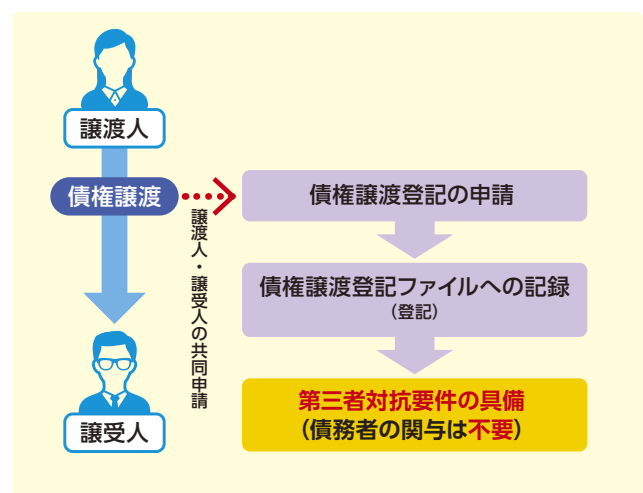 譲渡人
債権譲渡
譲渡人・譲受人の共同申請
譲受人
債権譲渡登記の申請
債権譲渡登記ファイルへの記録
（登記）
第三者対抗要件の具備
（債務者の関与は不要）